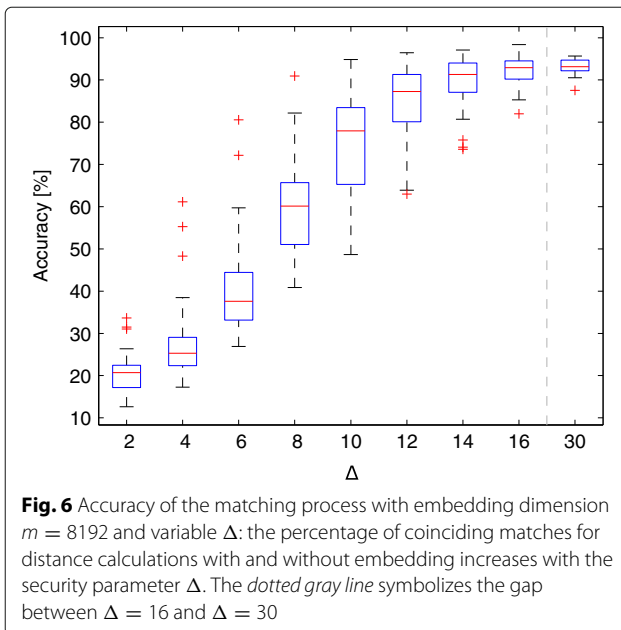 100
90
80
70
60
50
40
30
20
10
Accuracy [%]
2 4 6 8 10 12 14 16 30
Δ
Fig. 6 Accuracy of the matching process with embedding dimension
m = 8192 and variable Δ: the percentage of coinciding matches for
distance calculations with and without embedding increases with the
security parameter Δ. The dotted gray line symbolizes the gap
between Δ = 16 and Δ = 30